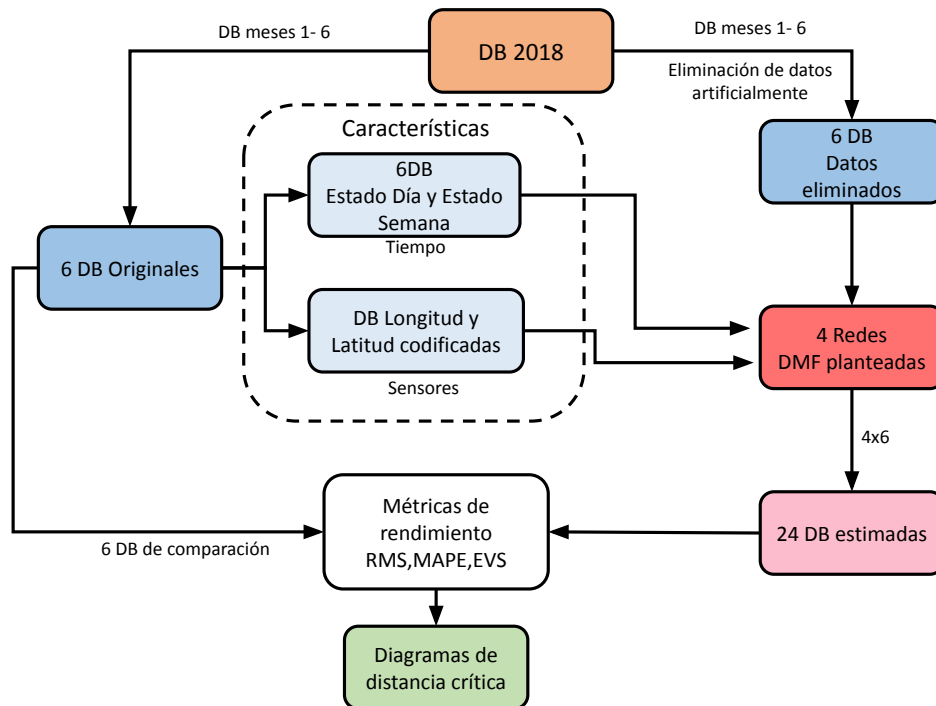 DB meses 1- 6
DB 2018
DB meses 1- 6
Eliminación de datos
artificialmente
Característícas
6DB
Estado Día y Estado
Semana
Tiempo
6 DB
Datos
eliminados
6 DB Originales
DB Longitud y
Latitud codificadas
Sensores
4 Redes
DMF planteadas
4x6
Métricas de
rendimiento
RMS,MAPE,EVS
6 DB de comparación
24 DB estimadas
Diagramas de
distancia crítica